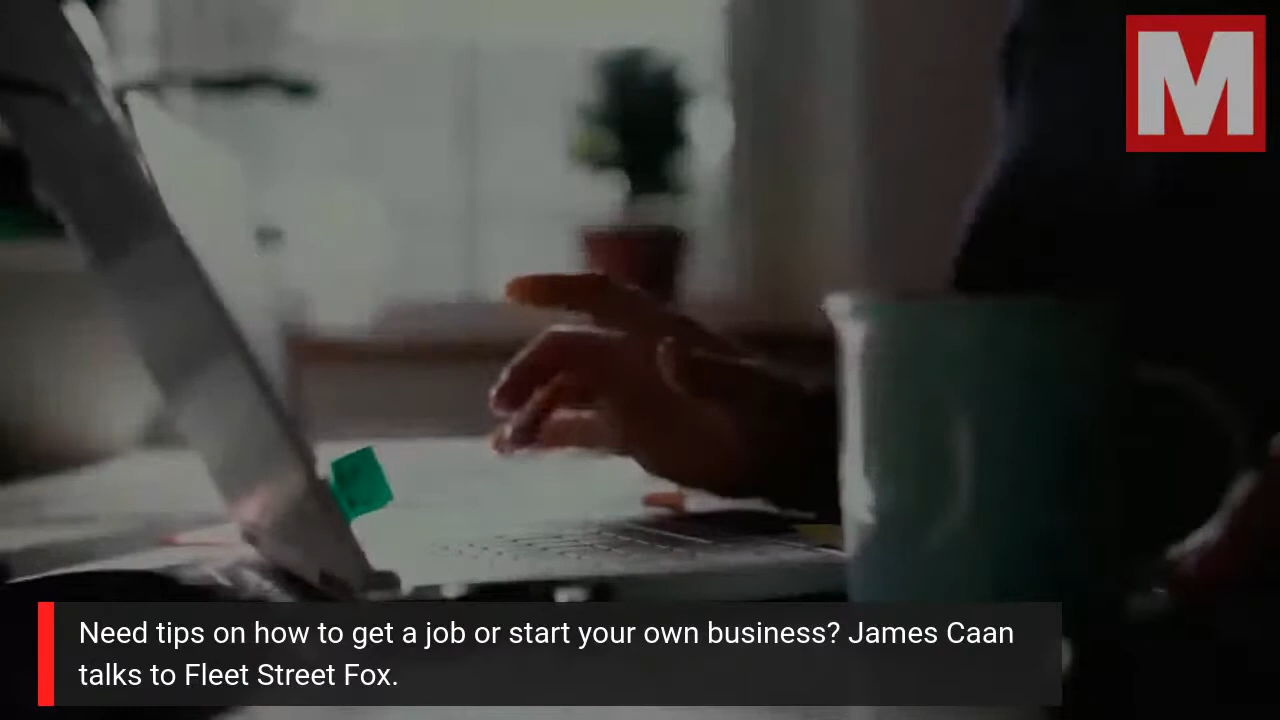 M
Need tips on how to get a job or start your own business? James Caan
talks to Fleet Street Fox.